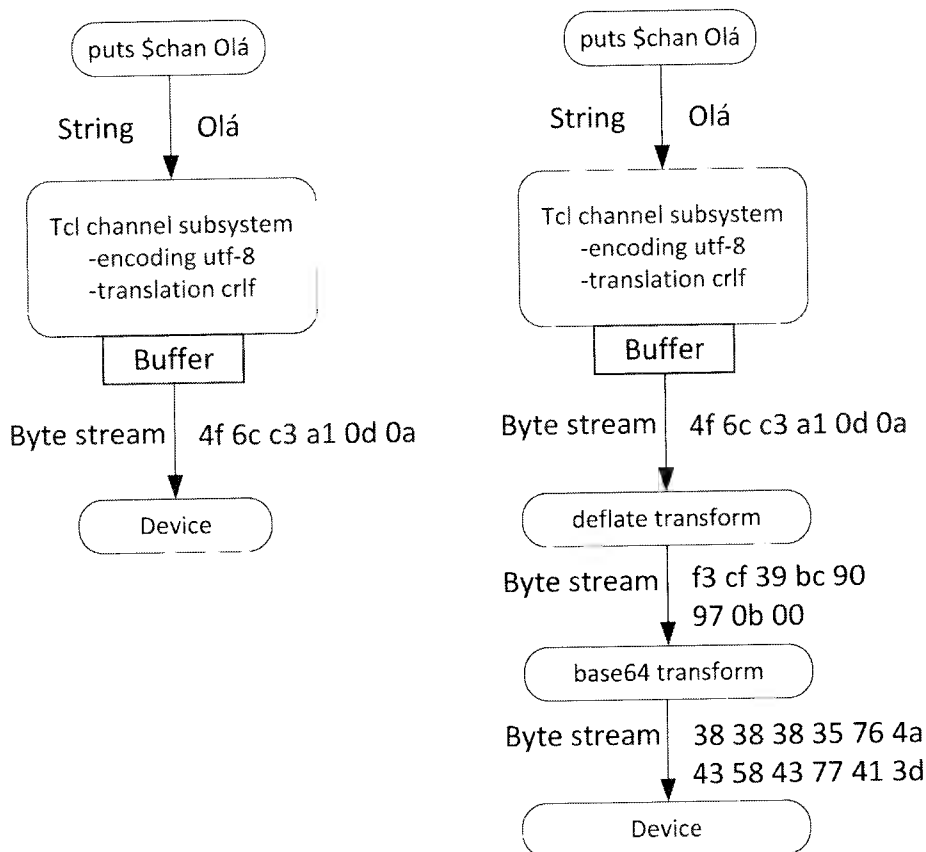 puts $chan Olá
String Olá
Tcl channel subsystem
-encoding utf-8
-translation crlf
Buffer
Byte stream 4f 6c c3 a1 0d 0a
Device
puts $chan Olá
String Olá
Tcl channel subsystem
-encoding utf-8
-translation crlf
Buffer
Byte stream 4f 6c c3 a1 0d 0a
deflate transform
Byte stream f3 cf 39 bc 90
97 0b 00
base64 transform
Byte stream 38 38 38 35 76 4a
43 58 43 77 41 3d
Device